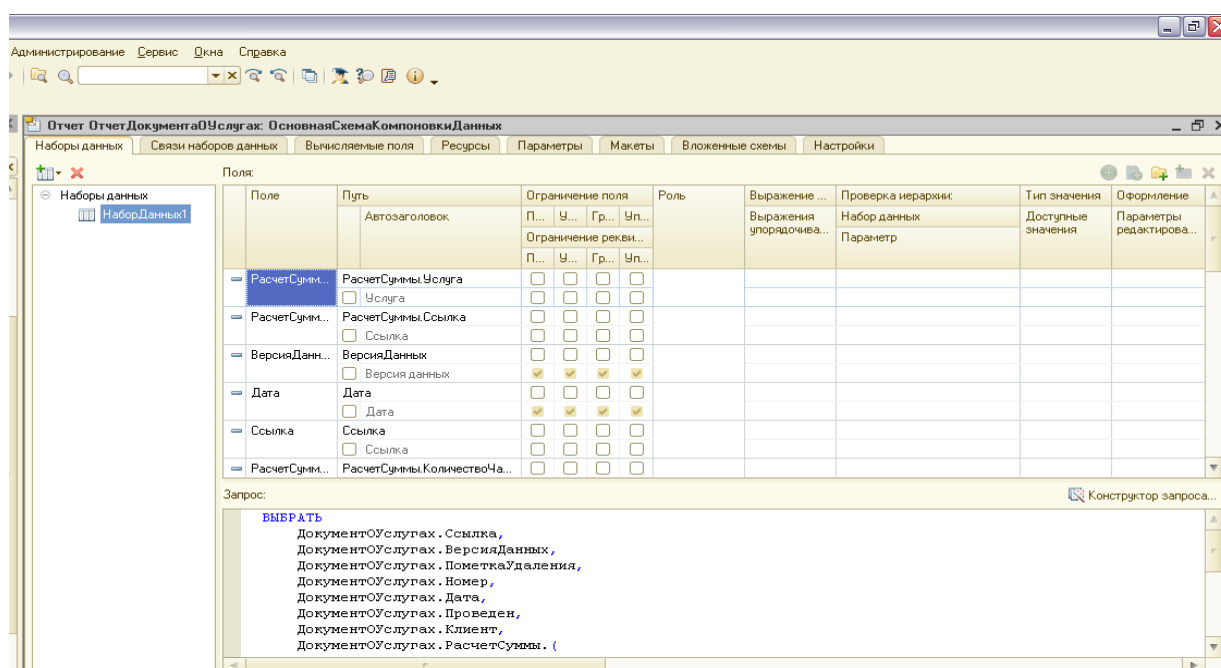 Администрирование Сервис Окна Справка
Отчет ОтчетДокументаОУслугах: ОсновнаяСхемаКомпоновкиДанных
Наборы данных Связи наборов данных Вычисляемые поля Ресурсы Параметры Макеты Вложенные схемы Настройки
Поля:
Наборы данных
НаборДанных1
Поле Путь Ограничение поля Роль Выражение ... Проверка иерархии: Тип значения Оформление
Автозаголовок П... У... Гр... Уп... Выражения упорядочива... Набор данных Доступные значения Параметры редактирова...
Ограничение рекви... Параметр
П... У... Гр... Уп...
РасчетСумм... РасчетСуммы.Услуга
Услуга
РасчетСумм... РасчетСуммы.Ссылка
Ссылка
ВерсияДанн... ВерсияДанных
Версия данных
Дата Дата
Дата
Ссылка Ссылка
Ссылка
РасчетСумм... РасчетСуммы.КоличествоЧа...
Запрос: Конструктор запроса...
ВЫБРАТЬ
ДокументОУслугах.Ссылка,
ДокументОУслугах.ВерсияДанных,
ДокументОУслугах.ПометкаУдаления,
ДокументОУслугах.Номер,
ДокументОУслугах.Дата,
ДокументОУслугах.Проведен,
ДокументОУслугах.Клиент,
ДокументОУслугах.РасчетСуммы.(